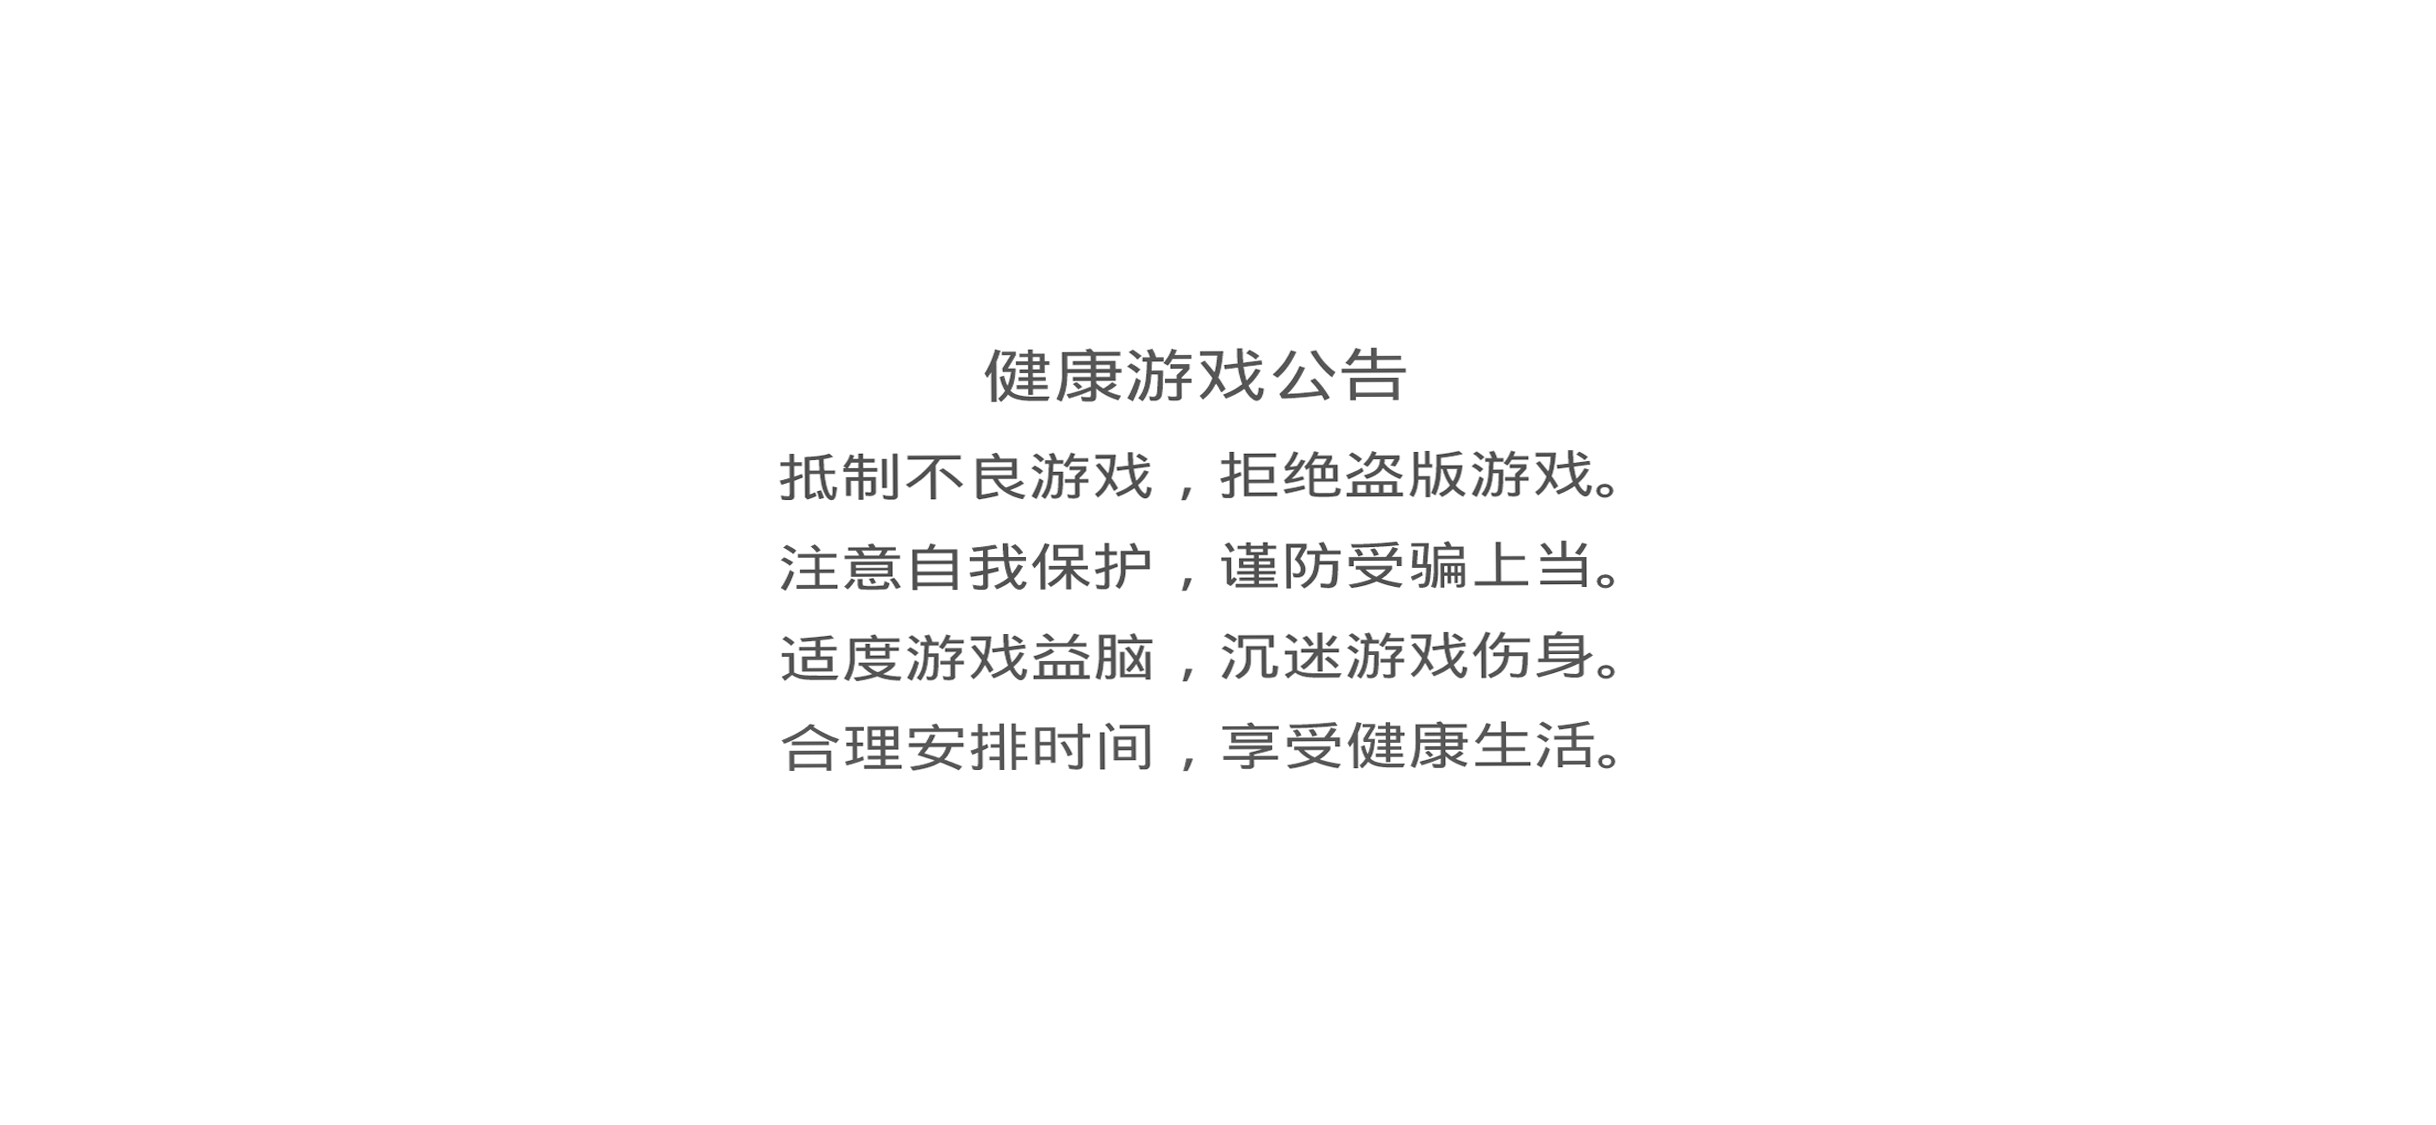 健康游戏公告
抵制不良游戏，拒绝盗版游戏。
注意自我保护，谨防受骗上当。
适度游戏益脑，沉迷游戏伤身。
合理安排时间，享受健康生活。